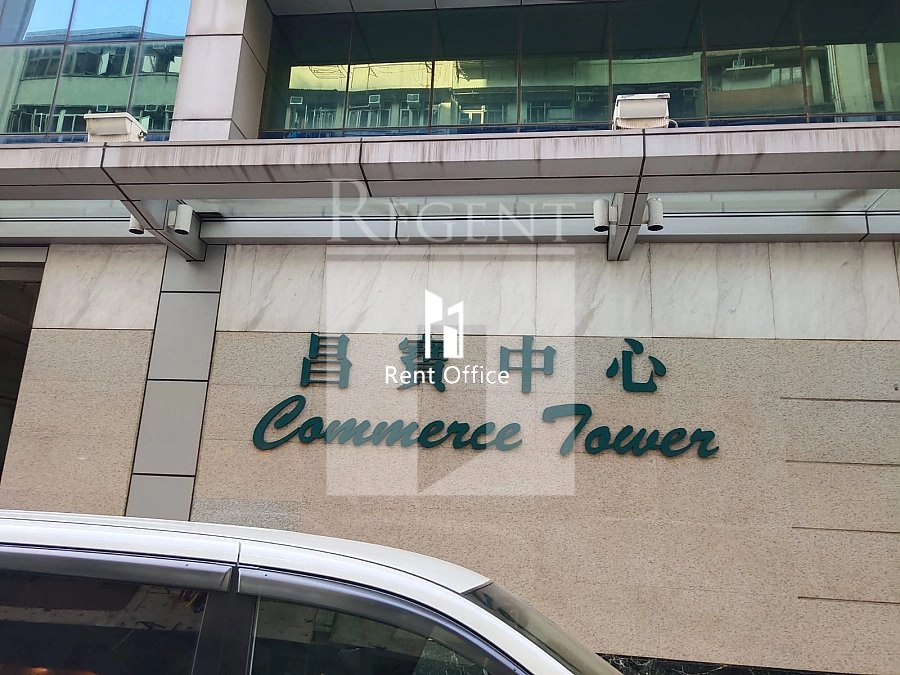 REGENT
昌寶中心
Rent Office
Commerce Tower